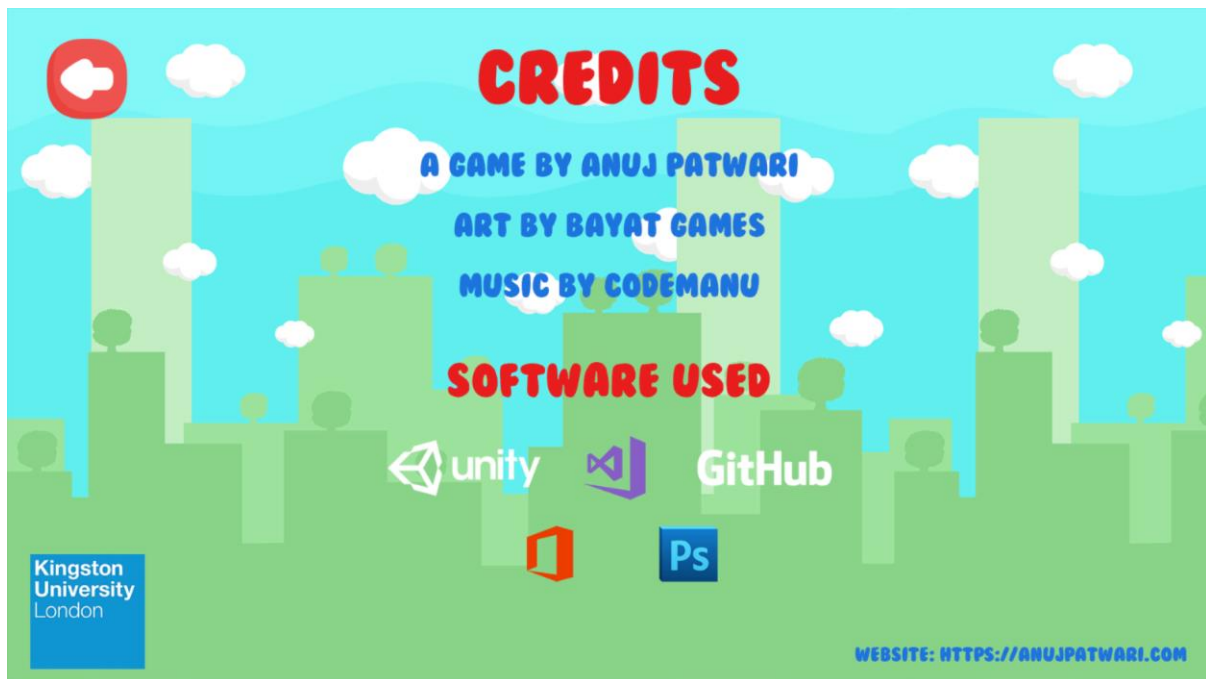 CREDITS
A GAME BY ANUJ PATWARI
ART BY BAYAT GAMES
MUSIC BY CODEMANU
SOFTWARE USED
unity GitHub
Ps
Kingston
University
London
WEBSITE: HTTPS://ANUJPATWARI.COM